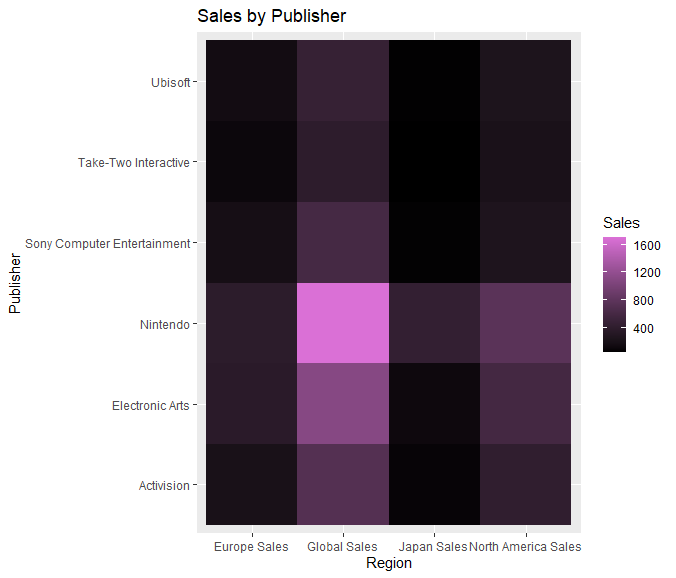 Sales by Publisher
Publisher
Ubisoft
Take-Two Interactive
Sony Computer Entertainment
Nintendo
Electronic Arts
Activision
Europe Sales Global Sales Japan Sales North America Sales
Region
Sales
1600
1200
800
400